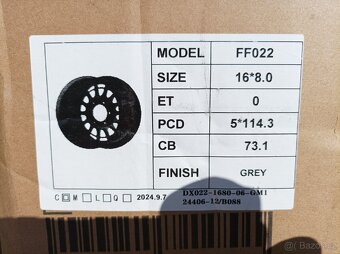 MODEL FF022
SIZE 16*8.0
ET 0
PCD 5*114.3
CB 73.1
FINISH GREY
C M L Q 2024.9.7
DX022-1680-06-GM1
24406-12/B088